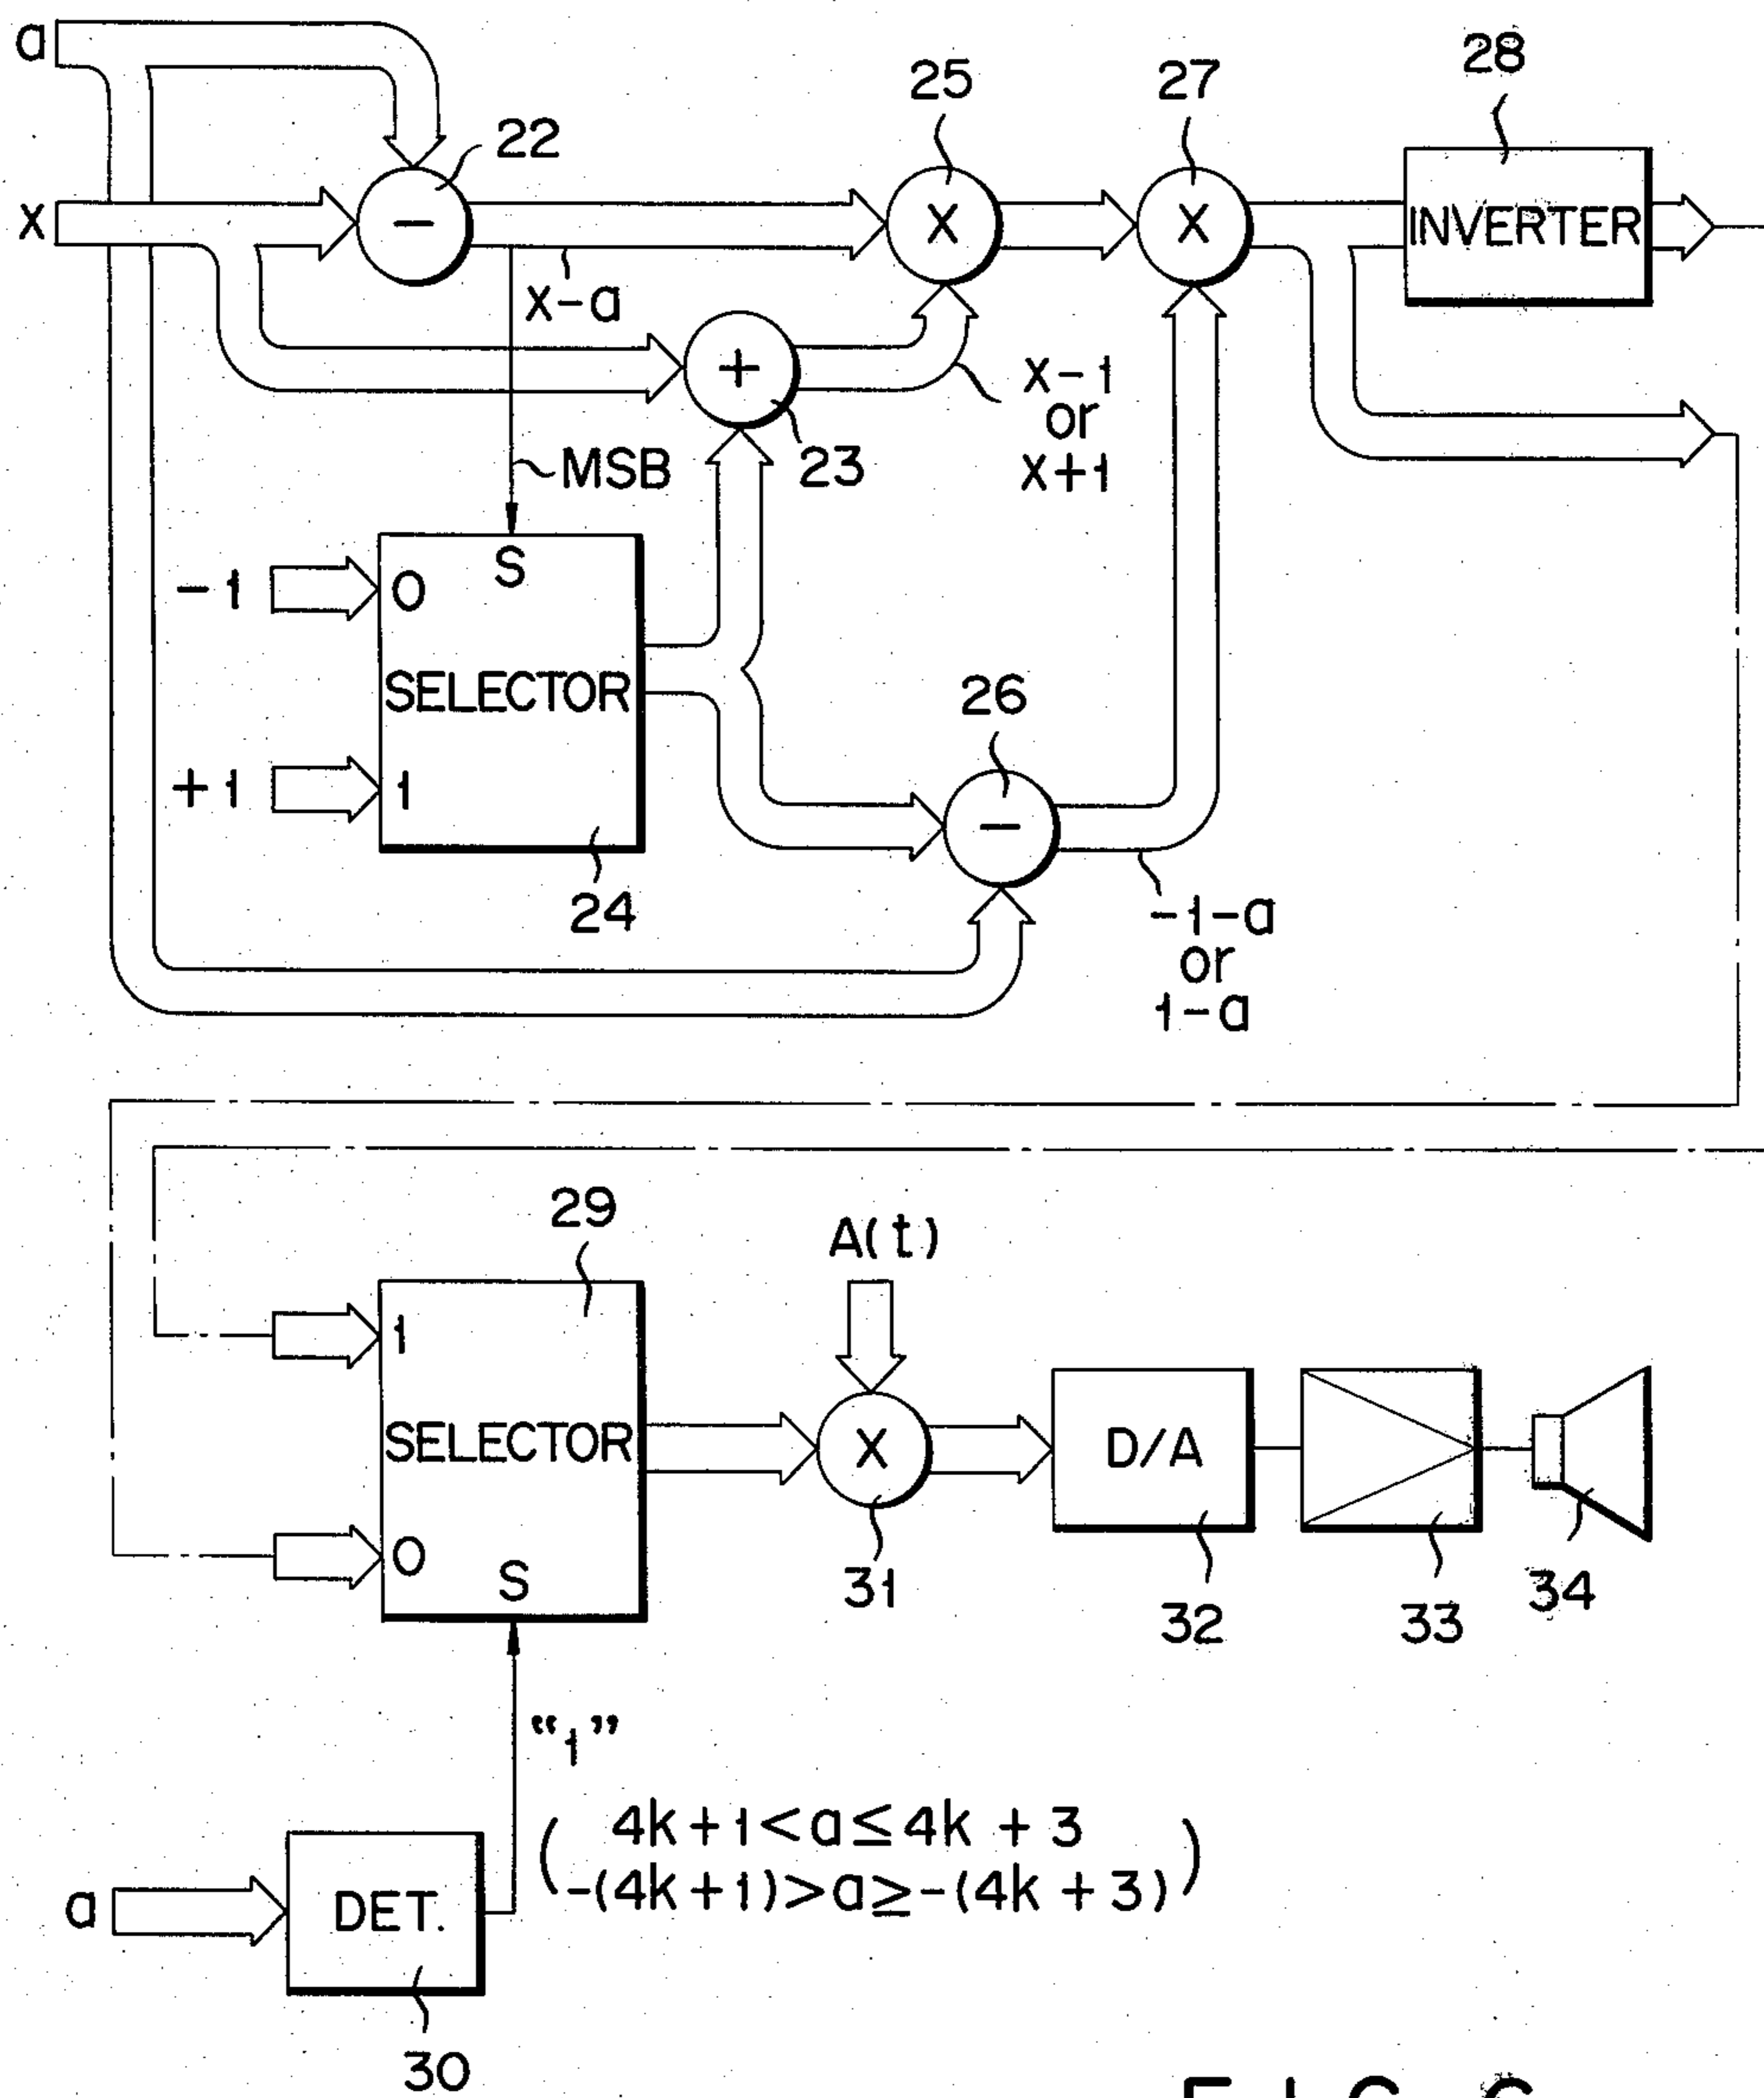 a
22
25
27
28
X
−
X
X
INVERTER
x-a
+
x-1
or
x+1
23
MSB
S
-1
0
SELECTOR
26
+1
1
−
24
-1-a
or
1-a
29
A(t)
1
SELECTOR
X
D/A
0
S
31
32
33
34
"1"
4k+1<a≤4k+3
-(4k+1)>a≥-(4k+3)
a
DET.
30